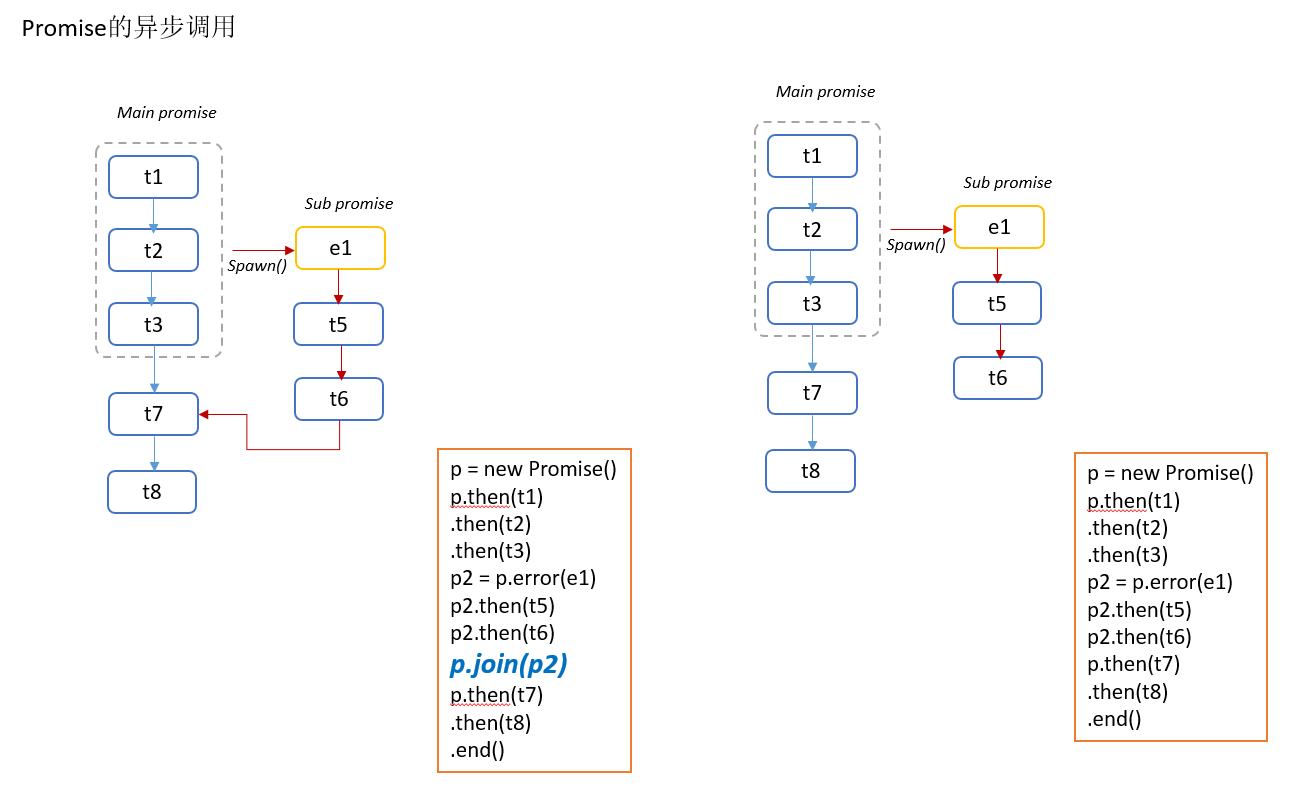 Promise的异步调用
Main promise
t1
t2
t3
t7
t8
Spawn()
Sub promise
e1
t5
t6
p = new Promise()
p.then(t1)
.then(t2)
.then(t3)
p2 = p.error(e1)
p2.then(t5)
p2.then(t6)
p.join(p2)
p.then(t7)
.then(t8)
.end()
Main promise
t1
t2
t3
t7
t8
Spawn()
Sub promise
e1
t5
t6
p = new Promise()
p.then(t1)
.then(t2)
.then(t3)
p2 = p.error(e1)
p2.then(t5)
p2.then(t6)
p.then(t7)
.then(t8)
.end()